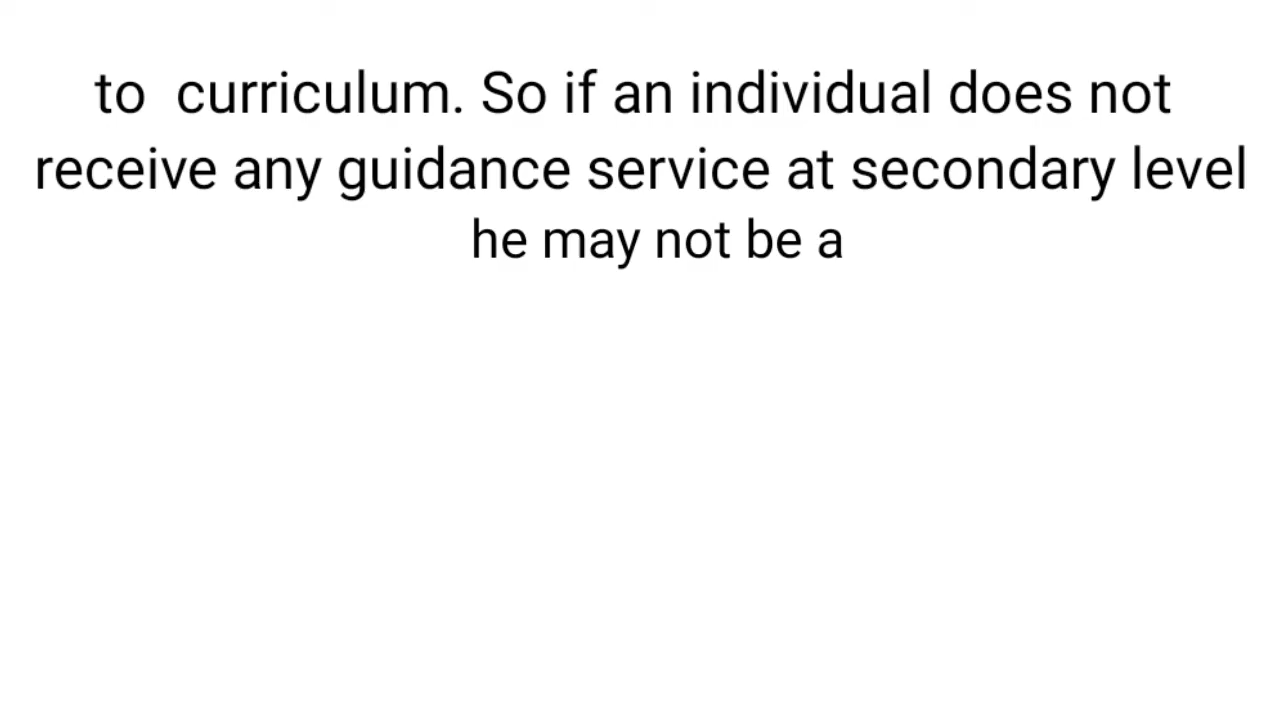 to  curriculum. So if an individual does not
receive any guidance service at secondary level
he may not be a